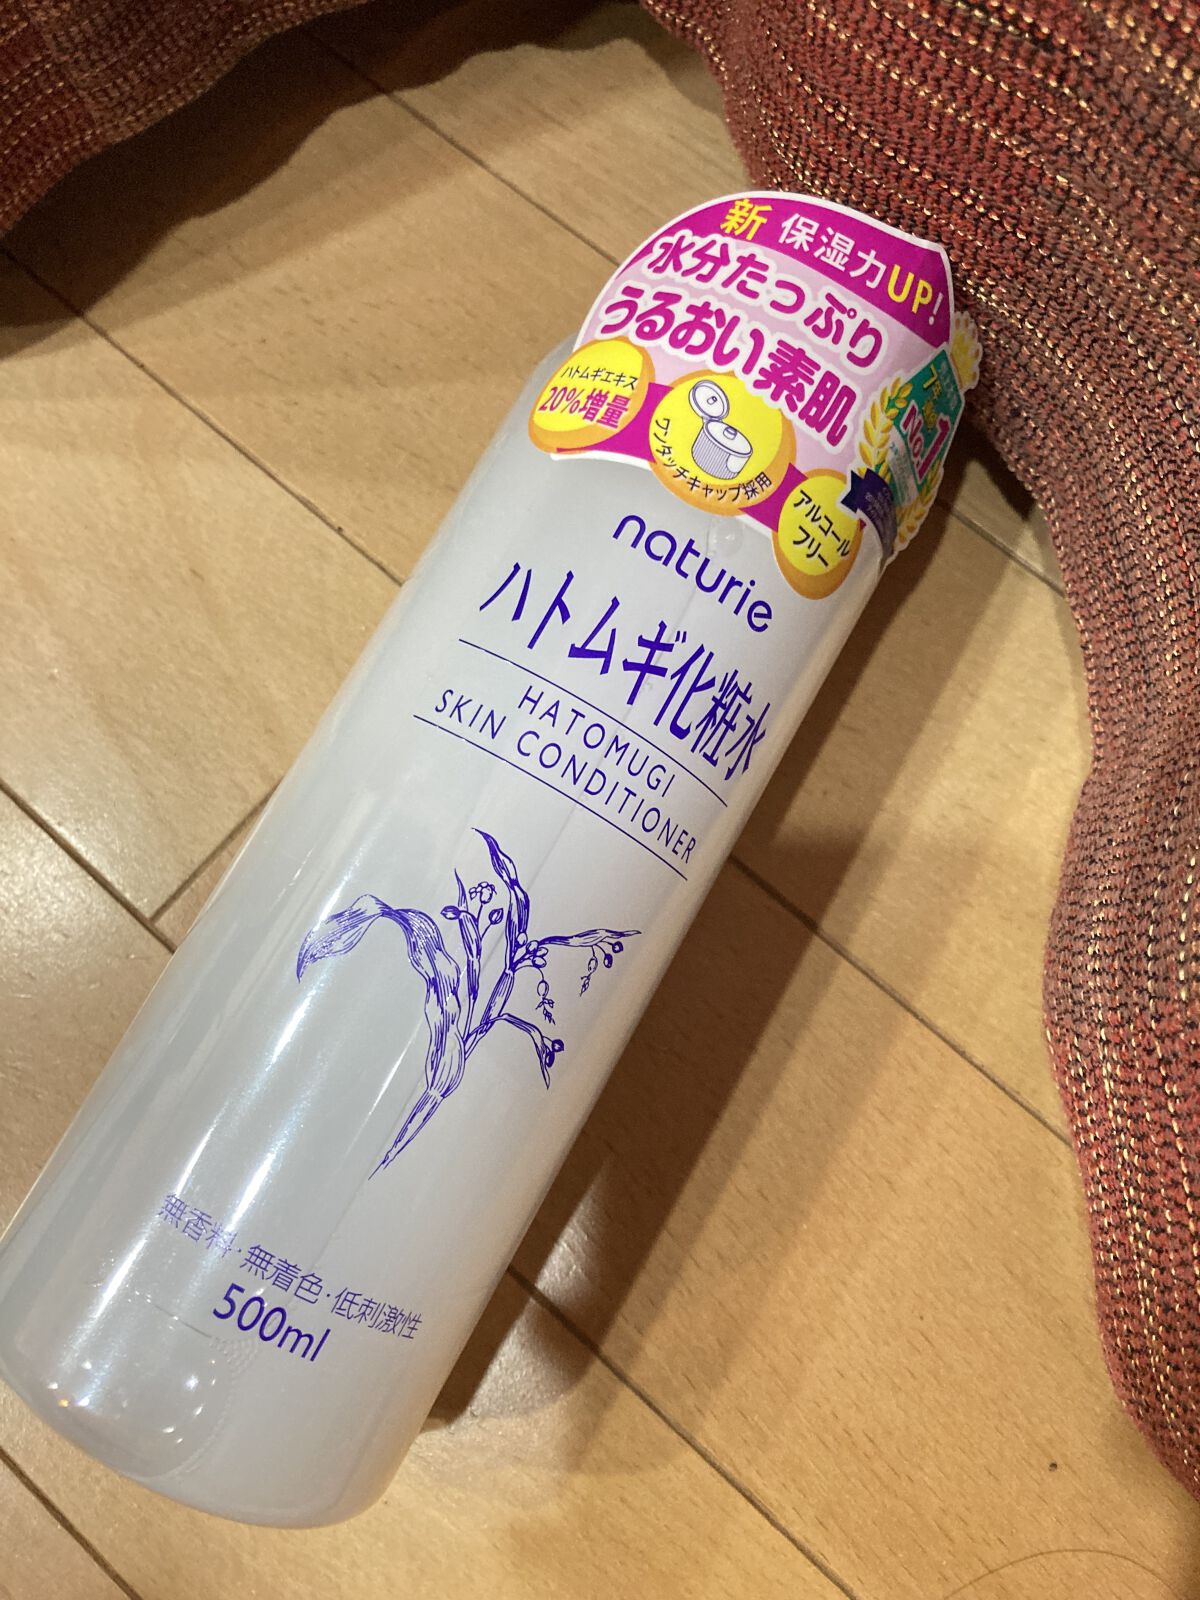 新 保湿力UP!
水分たっぷり
うるおい素肌
ハトムギエキス
20%増量
ワンタッチキャップ採用
アルコール
フリー
No.1
naturie
ハトムギ化粧水
HATOMUGI
SKIN CONDITIONER
無香料・無着色・低刺激性
500ml